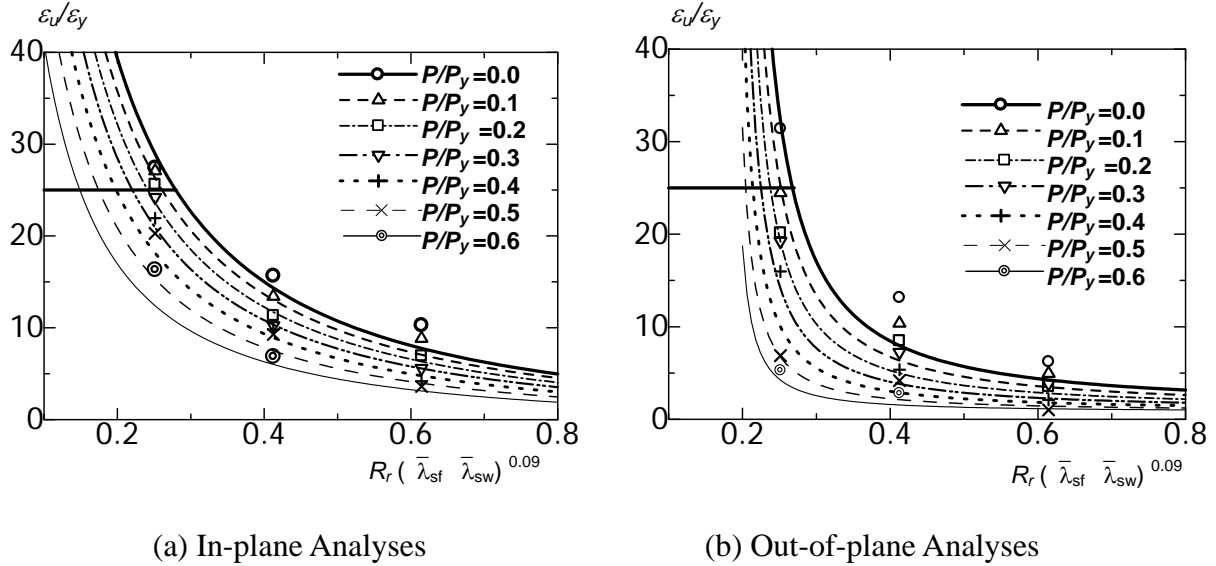 εu/εy
40
30
20
10
0
0.2
0.4
0.6
0.8
P/Py=0.0
P/Py=0.1
P/Py =0.2
P/Py=0.3
P/Py=0.4
P/Py=0.5
P/Py=0.6
Rr ( λ̄sf λ̄sw) 0.09
(a) In-plane Analyses
εu/εy
40
30
20
10
0
0.2
0.4
0.6
0.8
P/Py=0.0
P/Py=0.1
P/Py =0.2
P/Py=0.3
P/Py=0.4
P/Py=0.5
P/Py=0.6
Rr ( λ̄sf λ̄sw) 0.09
(b) Out-of-plane Analyses